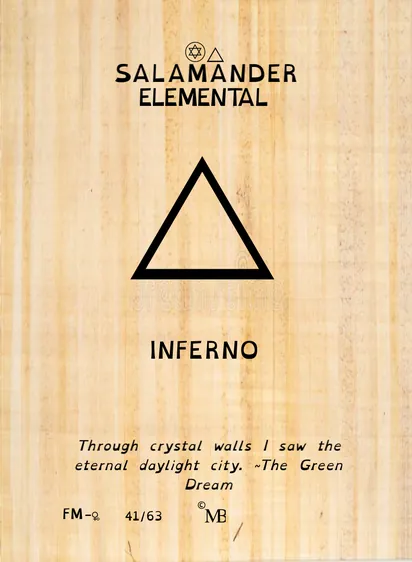 SALAMANDER
ELEMENTAL
INFERNO
Through crystal walls I saw the
eternal daylight city. ~The Green
Dream
FM-♀ 41/63 © MB